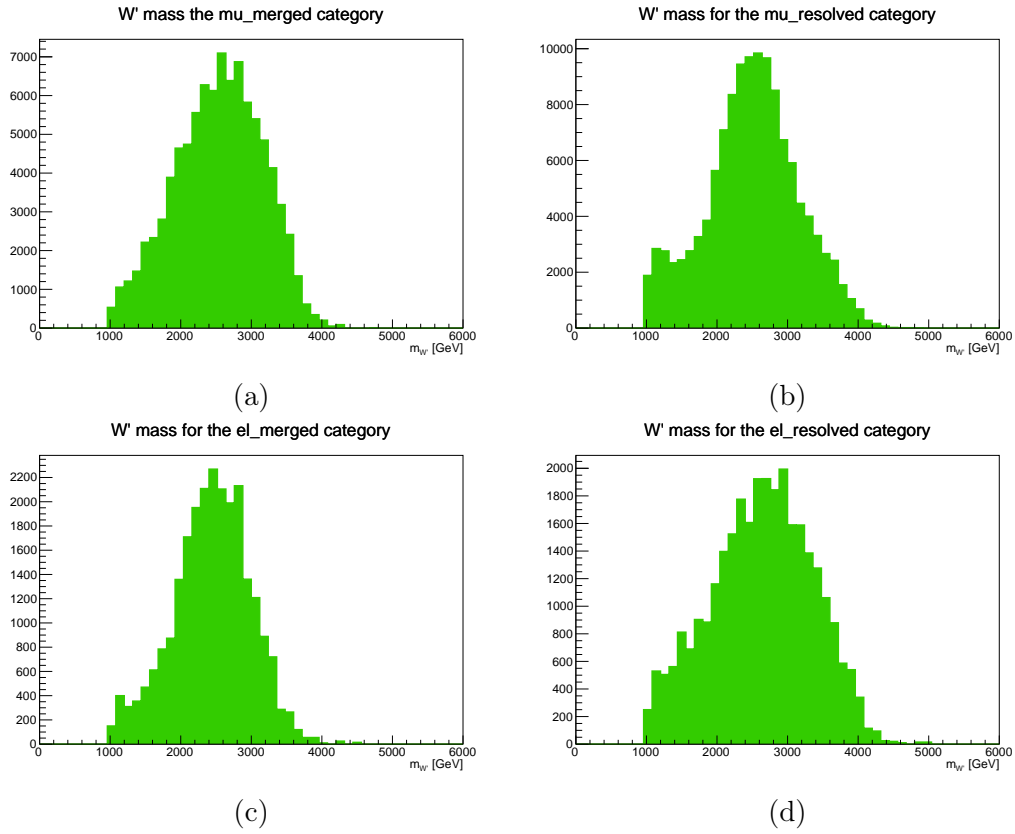 W' mass the mu_merged category
7000
6000
5000
4000
3000
2000
1000
0
0 1000 2000 3000 4000 5000 6000
m_W' [GeV]
(a)
W' mass for the mu_resolved category
10000
8000
6000
4000
2000
0
0 1000 2000 3000 4000 5000 6000
m_W' [GeV]
(b)
W' mass for the el_merged category
2200
2000
1800
1600
1400
1200
1000
800
600
400
200
0
0 1000 2000 3000 4000 5000 6000
m_W' [GeV]
(c)
W' mass for the el_resolved category
2000
1800
1600
1400
1200
1000
800
600
400
200
0
0 1000 2000 3000 4000 5000 6000
m_W' [GeV]
(d)